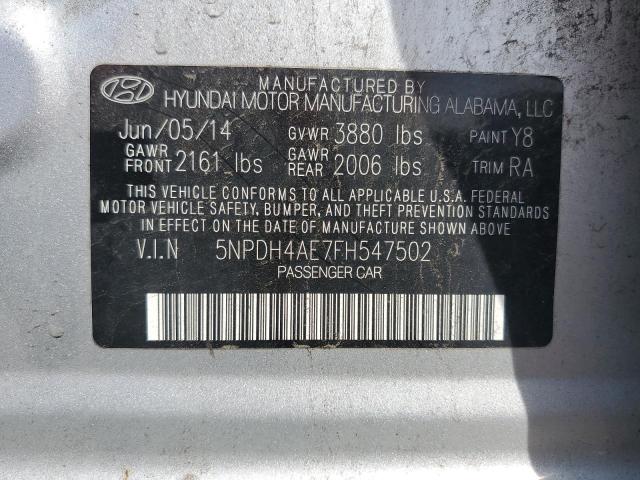 MANUFACTURED BY
HYUNDAI MOTOR MANUFACTURING ALABAMA, LLC
Jun/05/14 GVWR 3880 lbs PAINT Y8
GAWR FRONT 2161 lbs GAWR REAR 2006 lbs TRIM RA
THIS VEHICLE CONFORMS TO ALL APPLICABLE U.S.A. FEDERAL
MOTOR VEHICLE SAFETY, BUMPER, AND THEFT PREVENTION STANDARDS
IN EFFECT ON THE DATE OF MANUFACTURE SHOWN ABOVE.
V.I.N 5NPDH4AE7FH547502
PASSENGER CAR